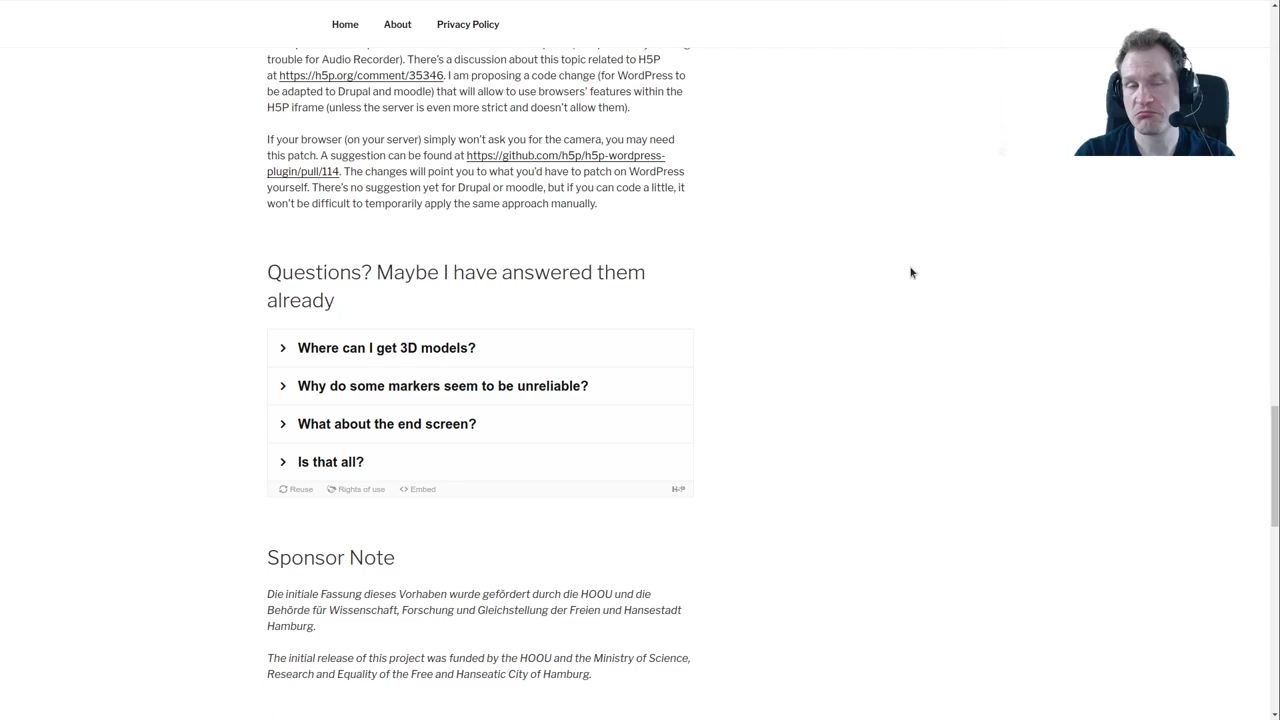 Home About Privacy Policy
trouble for Audio Recorder). There's a discussion about this topic related to H5P
at https://h5p.org/comment/35346. I am proposing a code change (for WordPress to
be adapted to Drupal and moodle) that will allow to use browsers' features within the
H5P iframe (unless the server is even more strict and doesn't allow them).
If your browser (on your server) simply won't ask you for the camera, you may need
this patch. A suggestion can be found at https://github.com/h5p/h5p-wordpress-
plugin/pull/114. The changes will point you to what you'd have to patch on WordPress
yourself. There's no suggestion yet for Drupal or moodle, but if you can code a little, it
won't be difficult to temporarily apply the same approach manually.
Questions? Maybe I have answered them
already
Where can I get 3D models?
Why do some markers seem to be unreliable?
What about the end screen?
Is that all?
Reuse Rights of use Embed H5P
Sponsor Note
Die initiale Fassung dieses Vorhaben wurde gefördert durch die HOOU und die
Behörde für Wissenschaft, Forschung und Gleichstellung der Freien und Hansestadt
Hamburg.
The initial release of this project was funded by the HOOU and the Ministry of Science,
Research and Equality of the Free and Hanseatic City of Hamburg.